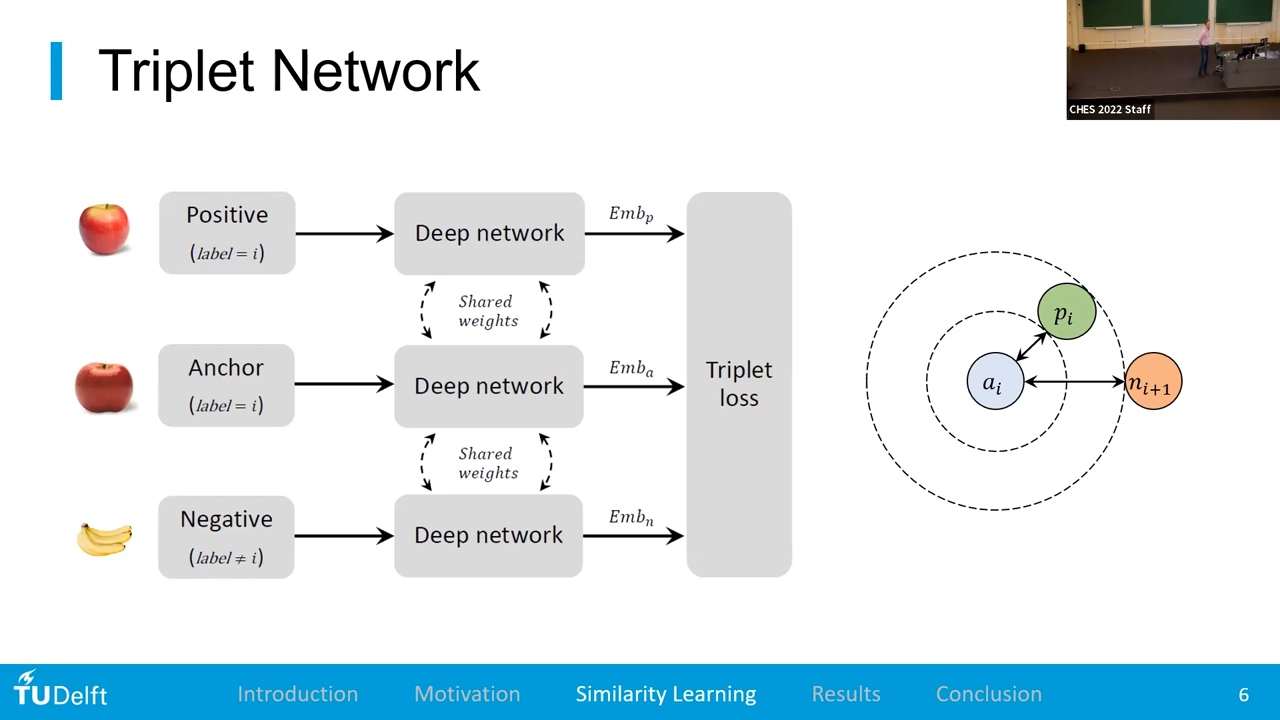 Triplet Network
CHES 2022 Staff
Positive
(label = i)
Deep network
Emb_p
Shared
weights
Anchor
(label = i)
Deep network
Emb_a
Triplet
loss
Shared
weights
Negative
(label ≠ i)
Deep network
Emb_n
p_i
a_i
n_{i+1}
TUDelft
Introduction
Motivation
Similarity Learning
Results
Conclusion
6